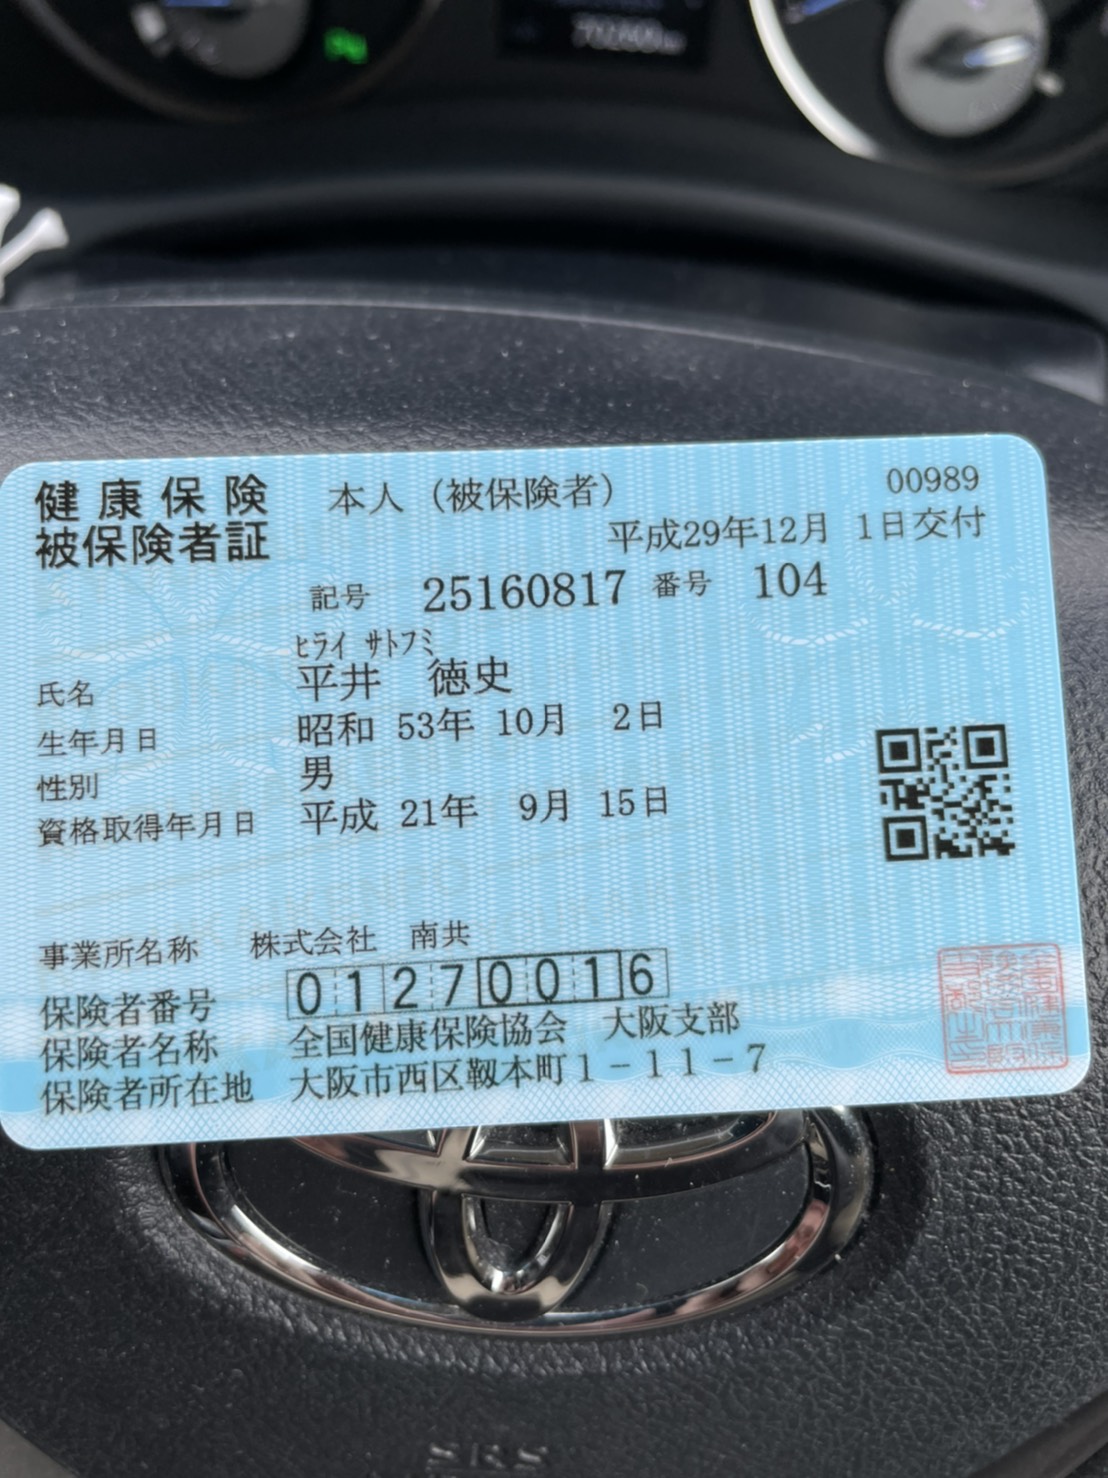 健康保険 本人（被保険者） 00989
被保険者証 平成29年12月 1日交付
記号 25160817 番号 104
ﾋﾗｲ ｻﾄﾌﾐ
氏名 平井 徳史
生年月日 昭和 53年 10月 2日
性別 男
資格取得年月日 平成 21年 9月 15日
事業所名称 株式会社 南共
保険者番号 01270016
保険者名称 全国健康保険協会 大阪支部
保険者所在地 大阪市西区靱本町1－11－7
SRS